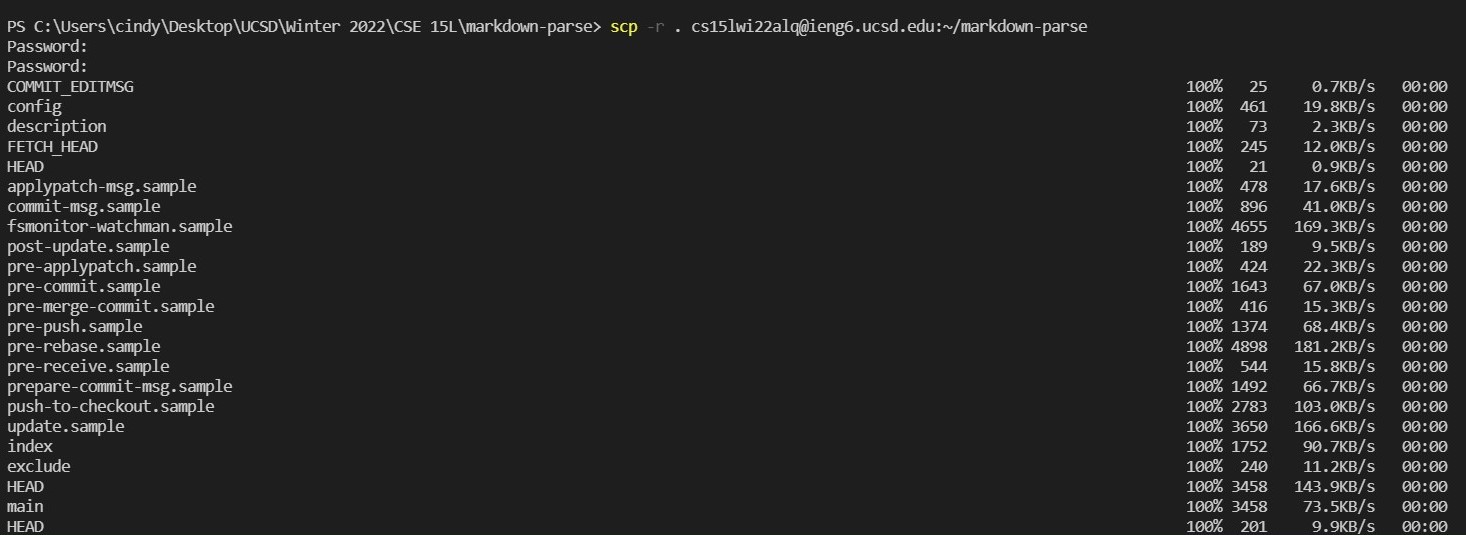 PS C:\Users\cindy\Desktop\UCSD\Winter 2022\CSE 15L\markdown-parse> scp -r . cs15lwi22alq@ieng6.ucsd.edu:~/markdown-parse
Password:
Password:
COMMIT_EDITMSG 100% 25 0.7KB/s 00:00
config 100% 461 19.8KB/s 00:00
description 100% 73 2.3KB/s 00:00
FETCH_HEAD 100% 245 12.0KB/s 00:00
HEAD 100% 21 0.9KB/s 00:00
applypatch-msg.sample 100% 478 17.6KB/s 00:00
commit-msg.sample 100% 896 41.0KB/s 00:00
fsmonitor-watchman.sample 100% 4655 169.3KB/s 00:00
post-update.sample 100% 189 9.5KB/s 00:00
pre-applypatch.sample 100% 424 22.3KB/s 00:00
pre-commit.sample 100% 1643 67.0KB/s 00:00
pre-merge-commit.sample 100% 416 15.3KB/s 00:00
pre-push.sample 100% 1374 68.4KB/s 00:00
pre-rebase.sample 100% 4898 181.2KB/s 00:00
pre-receive.sample 100% 544 15.8KB/s 00:00
prepare-commit-msg.sample 100% 1492 66.7KB/s 00:00
push-to-checkout.sample 100% 2783 103.0KB/s 00:00
update.sample 100% 3650 166.6KB/s 00:00
index 100% 1752 90.7KB/s 00:00
exclude 100% 240 11.2KB/s 00:00
HEAD 100% 3458 143.9KB/s 00:00
main 100% 3458 73.5KB/s 00:00
HEAD 100% 201 9.9KB/s 00:00